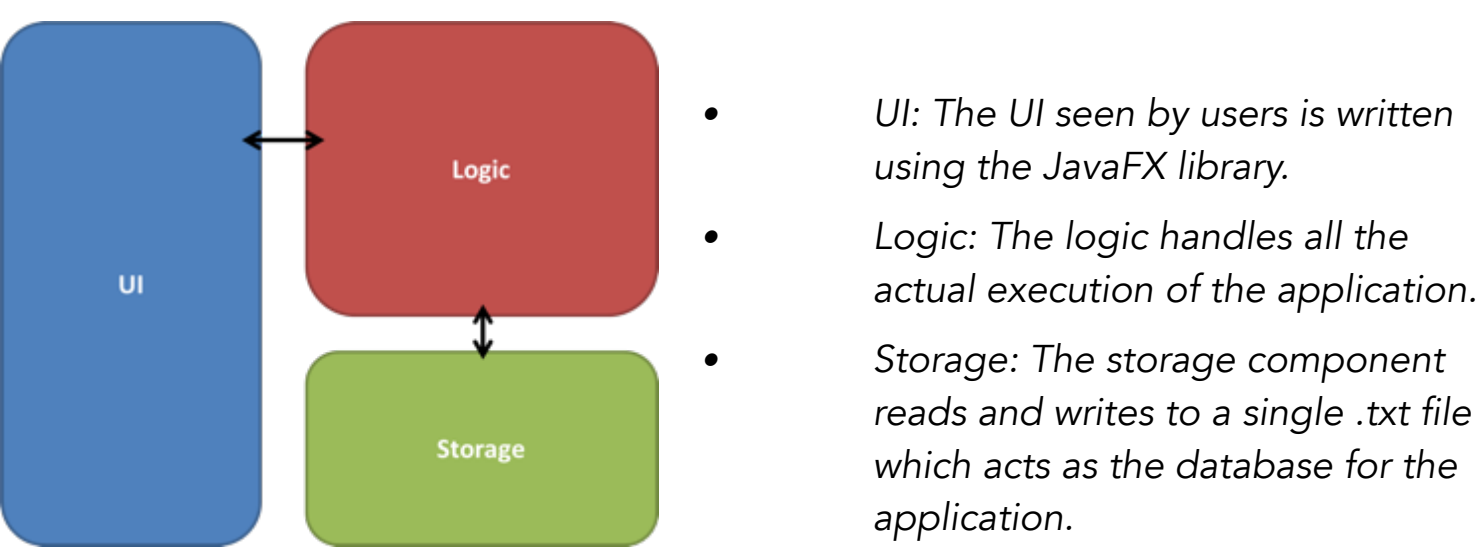 UI
Logic
Storage
• UI: The UI seen by users is written
using the JavaFX library.
• Logic: The logic handles all the
actual execution of the application.
• Storage: The storage component
reads and writes to a single .txt file
which acts as the database for the
application.